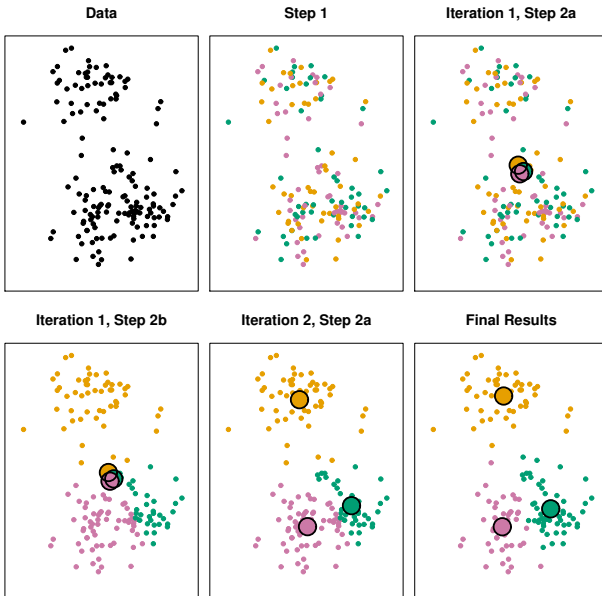 Data
Step 1
Iteration 1, Step 2a
Iteration 1, Step 2b
Iteration 2, Step 2a
Final Results